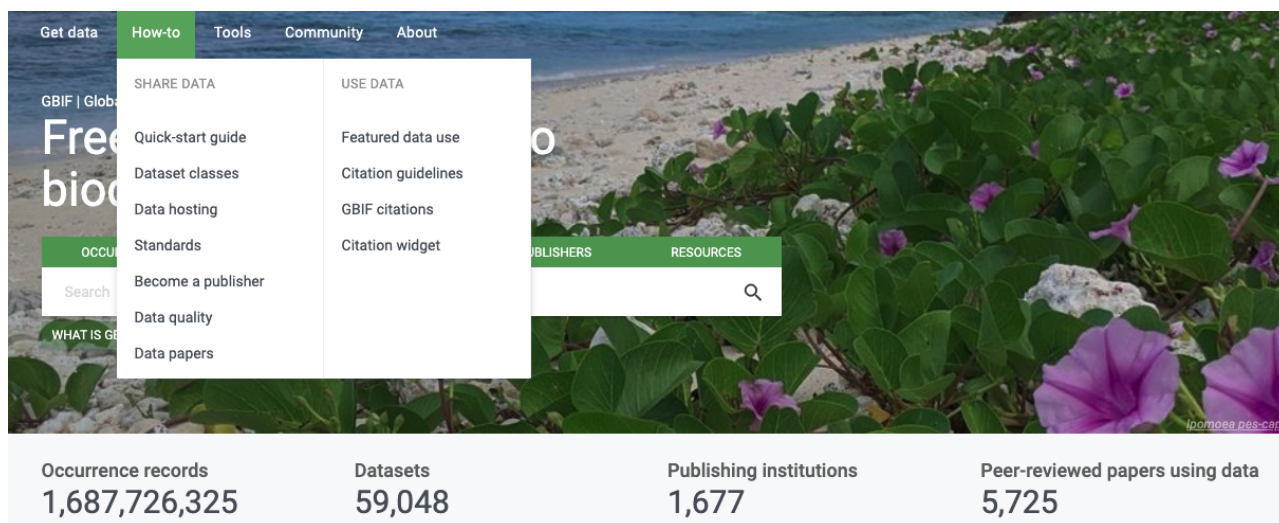 Get data How-to Tools Community About
SHARE DATA USE DATA
GBIF |
Quick-start guide Featured data use
Dataset classes Citation guidelines
Data hosting GBIF citations
Standards Citation widget
RESOURCES
Become a publisher
Search
Data quality
WHAT IS
Data papers
Ipomoea
Occurrence records Datasets Publishing institutions Peer-reviewed papers using data
1,687,726,325 59,048 1,677 5,725